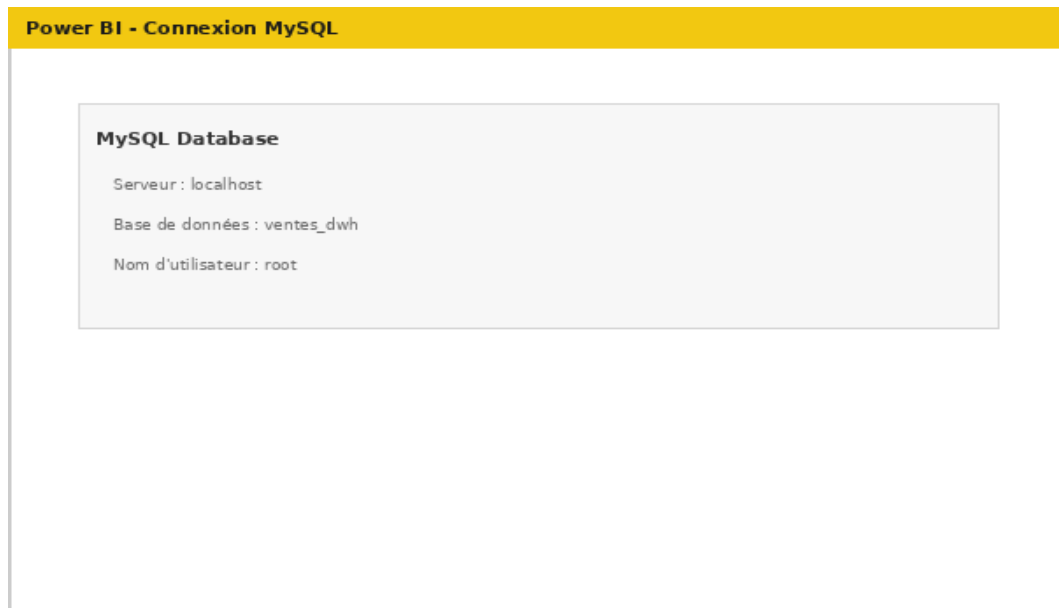 Power BI - Connexion MySQL
MySQL Database
Serveur : localhost
Base de données : ventes_dwh
Nom d'utilisateur : root